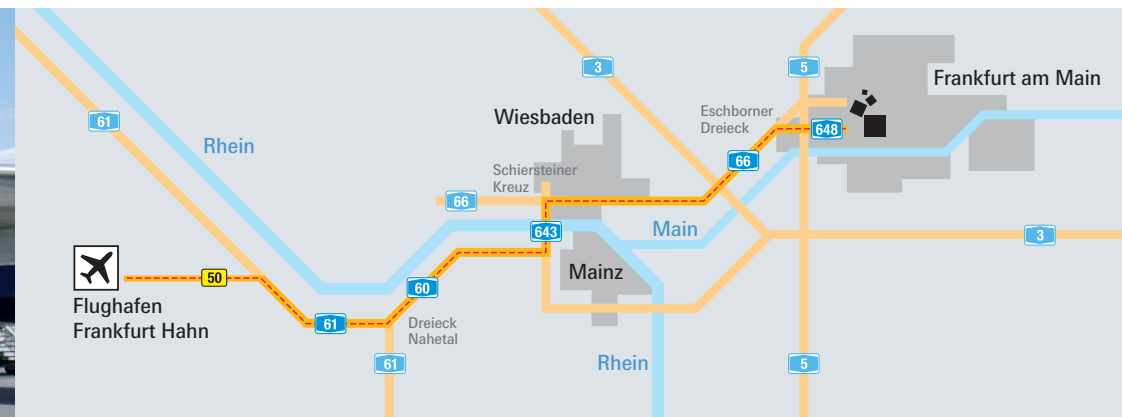 3
5
Frankfurt am Main
61
Wiesbaden
Eschborner
Dreieck
648
Rhein
66
Schiersteiner
Kreuz
66
643
Main
3
Mainz
50
60
Flughafen
Frankfurt Hahn
61
Dreieck
Nahetal
61
Rhein
5